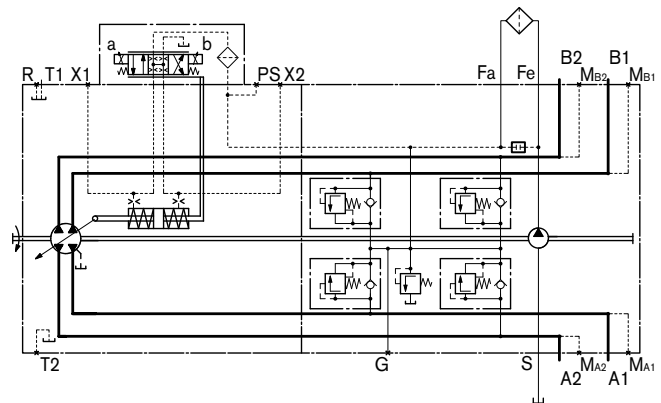 a b
Fa Fe
B2 B1
R T1 X1 PS X2 MB2 MB1
T2 G S MA2 MA1
A2 A1